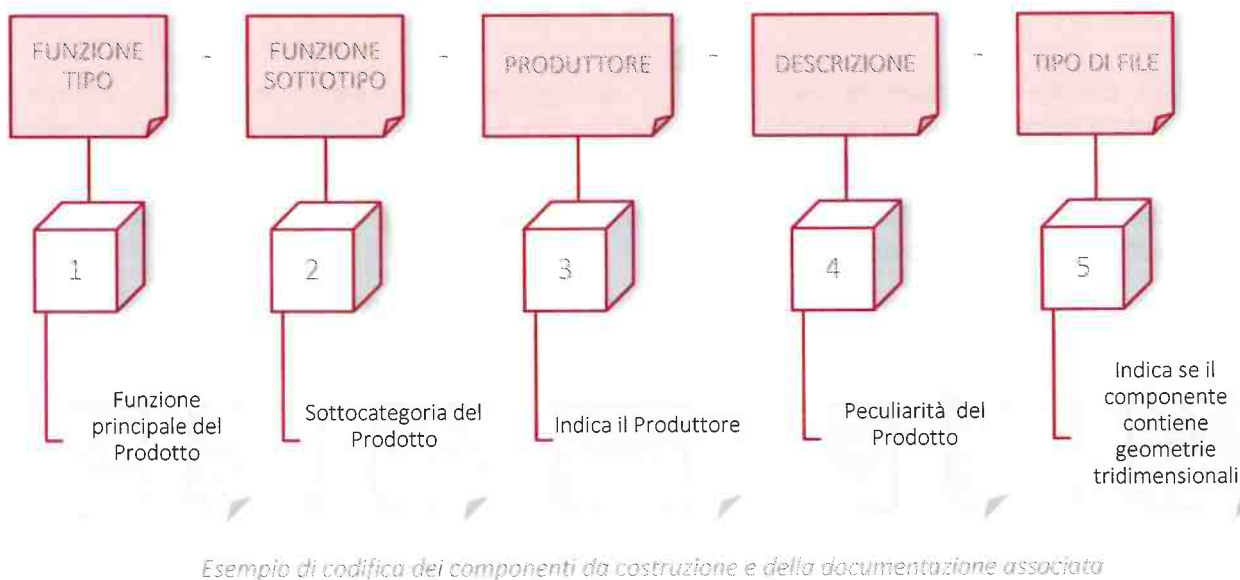 FUNZIONE
TIPO
-
FUNZIONE
SOTTOTIPO
-
PRODUTTORE
-
DESCRIZIONE
-
TIPO DI FILE
1
2
3
4
5
Funzione
principale del
Prodotto
Sottocategoria del
Prodotto
Indica il Produttore
Peculiarità del
Prodotto
Indica se il
componente
contiene
geometrie
tridimensionali
Esempio di codifica dei componenti da costruzione e della documentazione associata